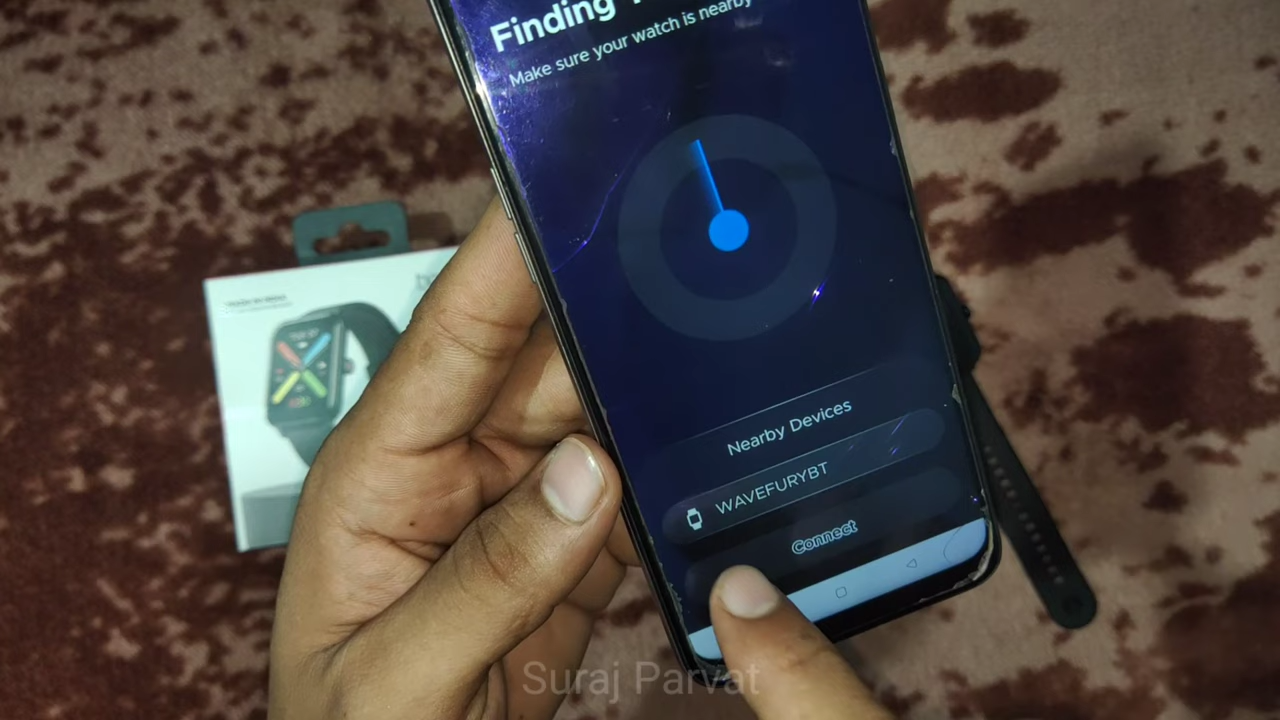 Finding
Make sure your watch is nearby
Nearby Devices
WAVEFURYBT
Connect
Suraj Parvat